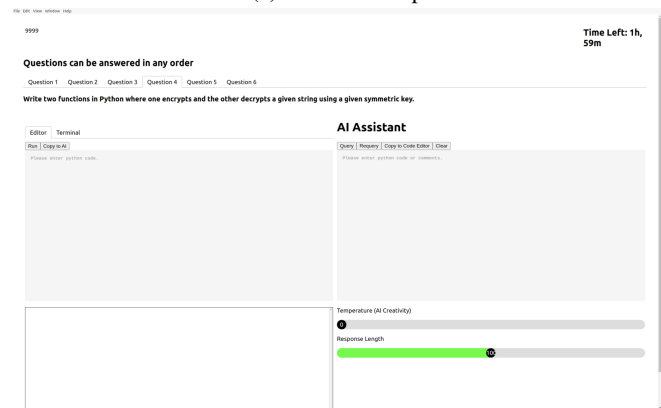 File Edit View Window Help
9999
Time Left: 1h,
59m
Questions can be answered in any order
Question 1 Question 2 Question 3 Question 4 Question 5 Question 6
Write two functions in Python where one encrypts and the other decrypts a given string using a given symmetric key.
AI Assistant
Editor Terminal
Run Copy to AI
Query Requery Copy to Code Editor Clear
Please enter python code.
Please enter python code or comments.
Temperature (AI Creativity)
0
Response Length
100